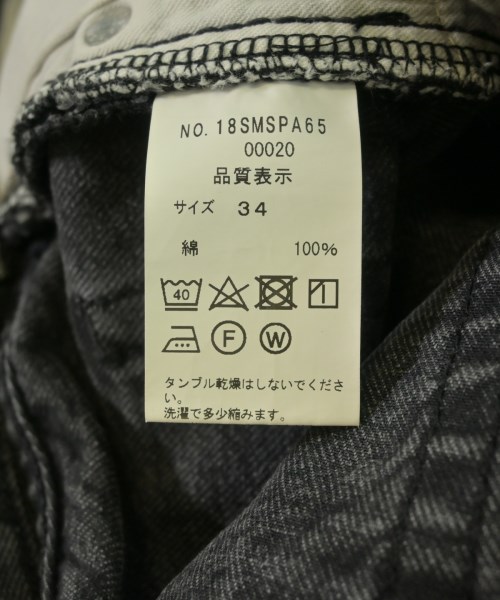 NO. 18SMSPA65
00020
品質表示
サイズ 34
綿 100%
40
F W
タンブル乾燥はしないでくださ
い。
洗濯で多少縮みます。